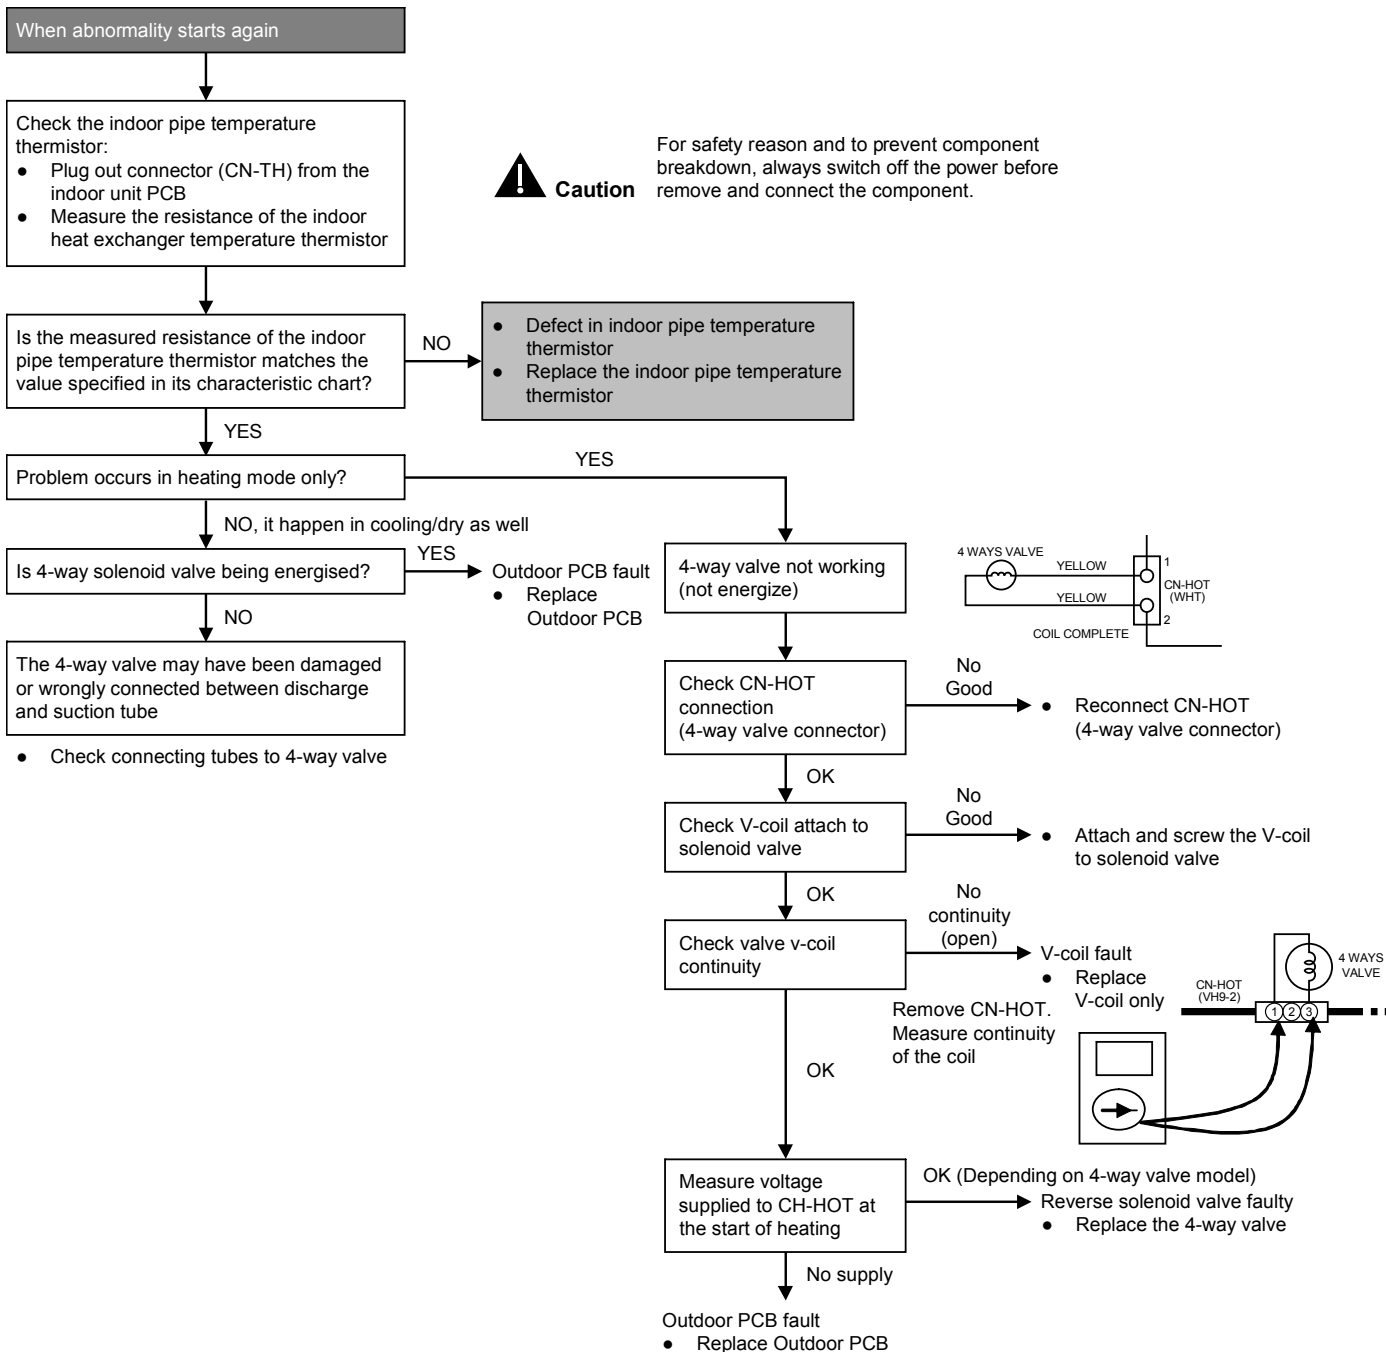 When abnormality starts again
Check the indoor pipe temperature
thermistor:
● Plug out connector (CN-TH) from the
indoor unit PCB
● Measure the resistance of the indoor
heat exchanger temperature thermistor
Caution
For safety reason and to prevent component
breakdown, always switch off the power before
remove and connect the component.
Is the measured resistance of the indoor
pipe temperature thermistor matches the
value specified in its characteristic chart?
NO
● Defect in indoor pipe temperature
thermistor
● Replace the indoor pipe temperature
thermistor
YES
Problem occurs in heating mode only?
YES
NO, it happen in cooling/dry as well
Is 4-way solenoid valve being energised?
YES
Outdoor PCB fault
● Replace
Outdoor PCB
NO
The 4-way valve may have been damaged
or wrongly connected between discharge
and suction tube
● Check connecting tubes to 4-way valve
4-way valve not working
(not energize)
4 WAYS VALVE
YELLOW
YELLOW
1
CN-HOT
(WHT)
2
COIL COMPLETE
Check CN-HOT
connection
(4-way valve connector)
No
Good
● Reconnect CN-HOT
(4-way valve connector)
OK
Check V-coil attach to
solenoid valve
No
Good
● Attach and screw the V-coil
to solenoid valve
OK
Check valve v-coil
continuity
No
continuity
(open)
V-coil fault
● Replace
V-coil only
Remove CN-HOT.
Measure continuity
of the coil
CN-HOT
(VH9-2)
1 2 3
4 WAYS
VALVE
OK
Measure voltage
supplied to CH-HOT at
the start of heating
OK (Depending on 4-way valve model)
Reverse solenoid valve faulty
● Replace the 4-way valve
No supply
Outdoor PCB fault
● Replace Outdoor PCB